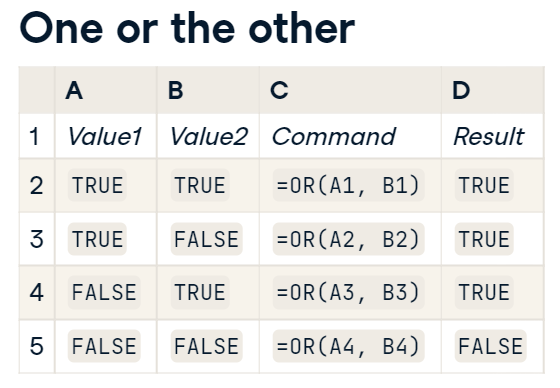 One or the other
A B C D
1 Value1 Value2 Command Result
2 TRUE TRUE =OR(A1, B1) TRUE
3 TRUE FALSE =OR(A2, B2) TRUE
4 FALSE TRUE =OR(A3, B3) TRUE
5 FALSE FALSE =OR(A4, B4) FALSE